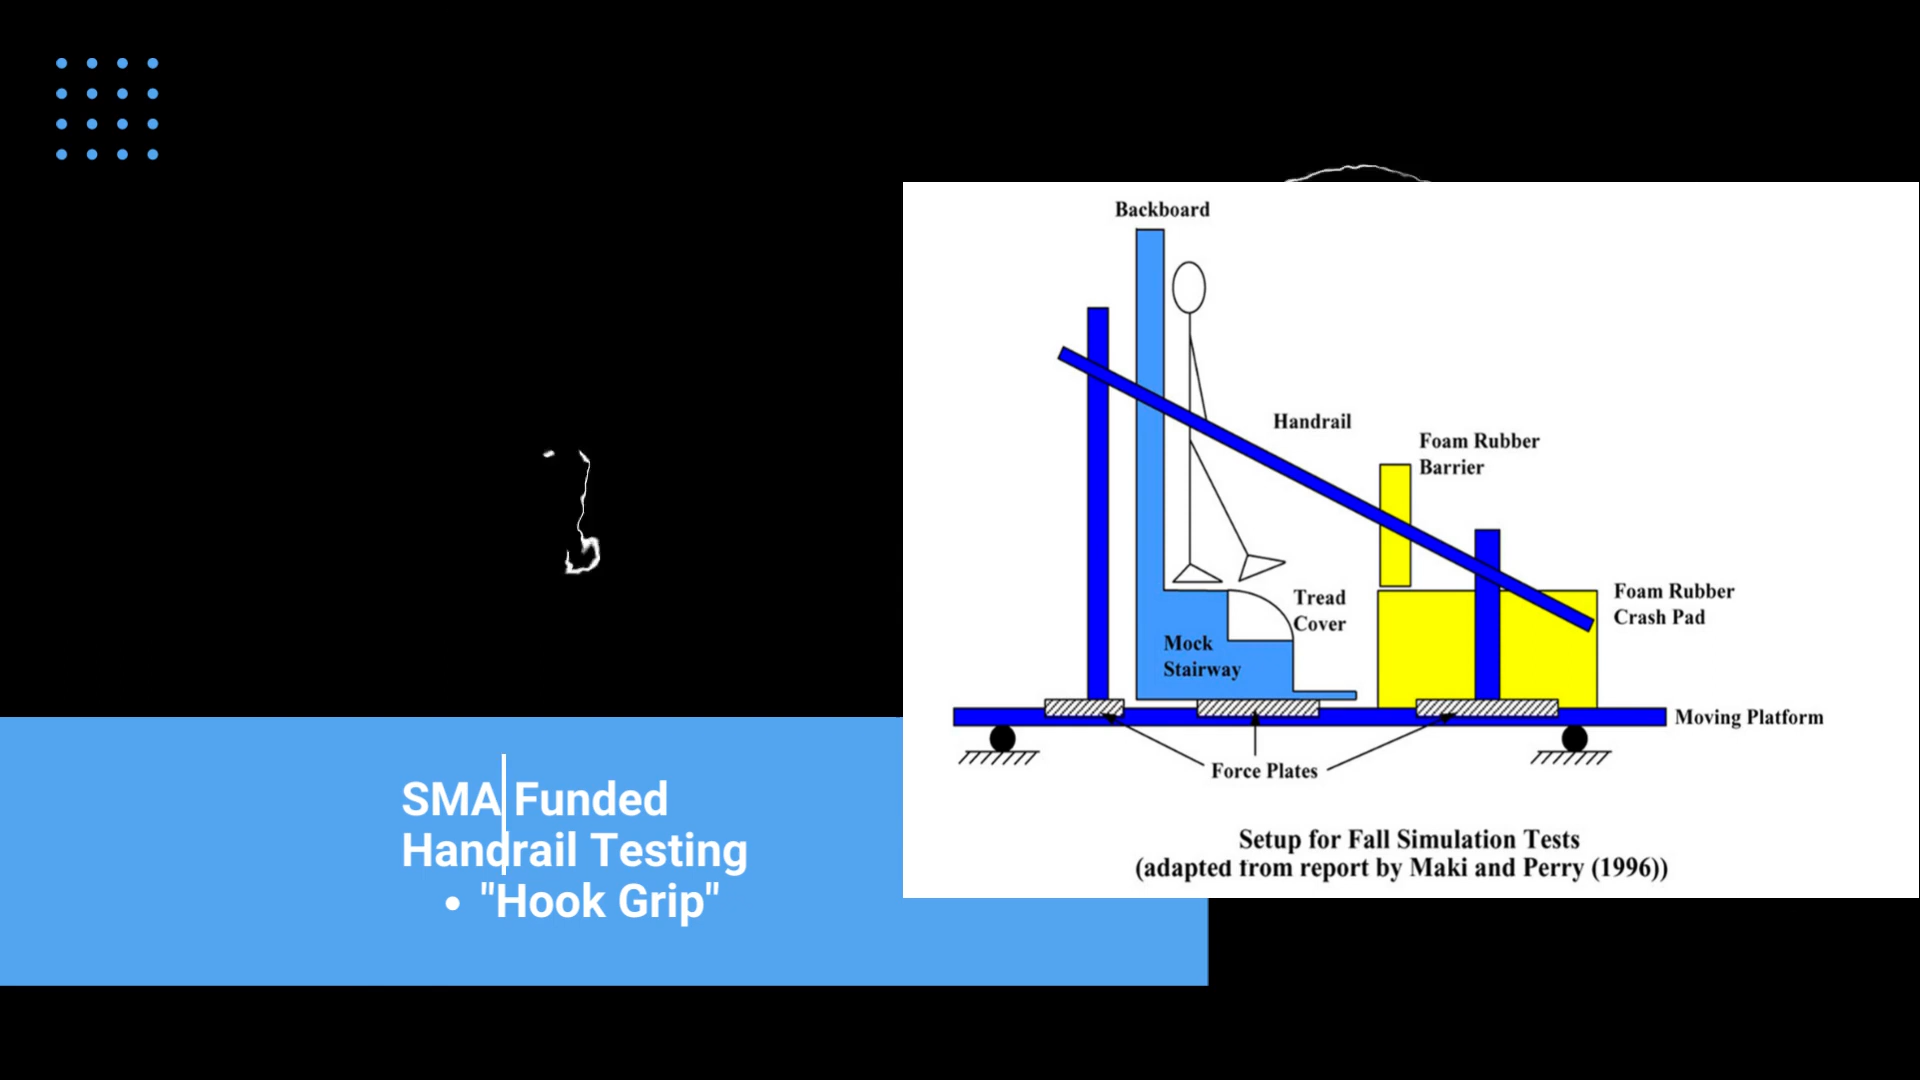 Backboard
Handrail
Foam Rubber
Barrier
Foam Rubber
Crash Pad
Tread
Cover
Mock
Stairway
Moving Platform
Force Plates
SMA Funded
Handrail Testing
• "Hook Grip"
Setup for Fall Simulation Tests
(adapted from report by Maki and Perry (1996))